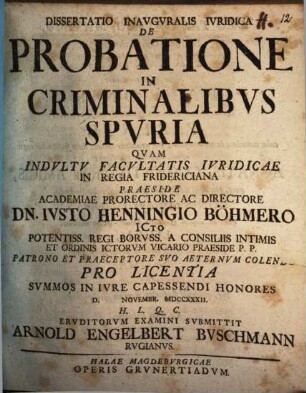 DISSERTATIO INAVGVRALIS IVRIDICA H. 12
DE
PROBATIONE
IN
CRIMINALIBVS
SPVRIA
QVAM
INDVLTV FACVLTATIS IVRIDICAE
IN REGIA FRIDERICIANA
PRAESIDE
ACADEMIAE PRORECTORE AC DIRECTORE
DN. IVSTO HENNINGIO BÖHMERO
ICTO
POTENTISS. REGI BORVSS. A CONSILIIS INTIMIS
ET ORDINIS ICTORVM VICARIO PRAESIDE P. P.
PATRONO ET PRAECEPTORE SVO AETERNVM COLEND
PRO LICENTIA
SVMMOS IN IVRE CAPESSENDI HONORES
D. NOVEMBR. MDCCXXXII.
H. L. Q. C.
ERVDITORVM EXAMINI SVBMITTIT
ARNOLD ENGELBERT BVSCHMANN
RVGIANVS.
HALAE MAGDEBVRGICAE
OPERIS GRVNERTIADVM.